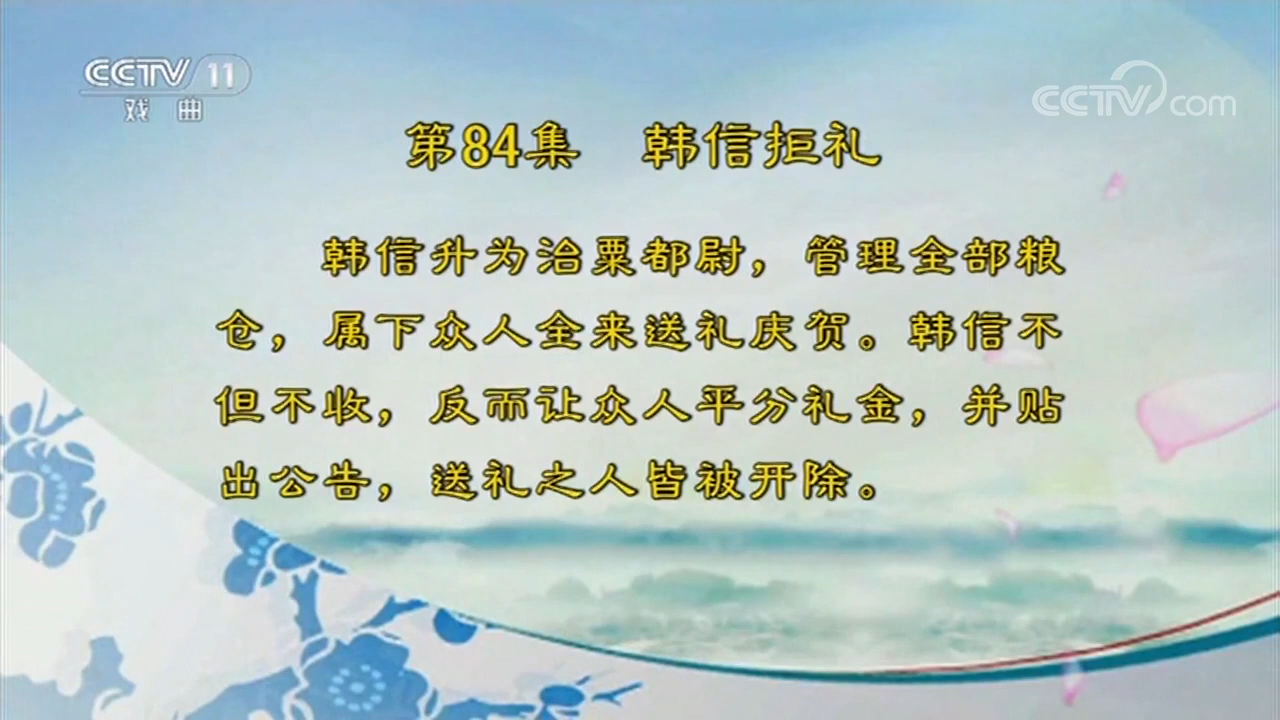 CCTV 11
戏曲
CCTV.com
第84集 韩信拒礼
韩信升为治粟都尉，管理全部粮
仓，属下众人全来送礼庆贺。韩信不
但不收，反而让众人平分礼金，并贴
出公告，送礼之人皆被开除。